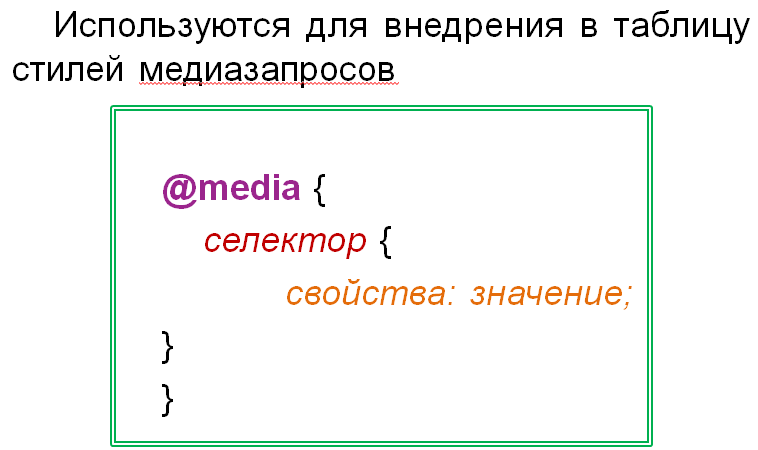 Используются для внедрения в таблицу
стилей медиазапросов
@media {
селектор {
свойства: значение;
}
}